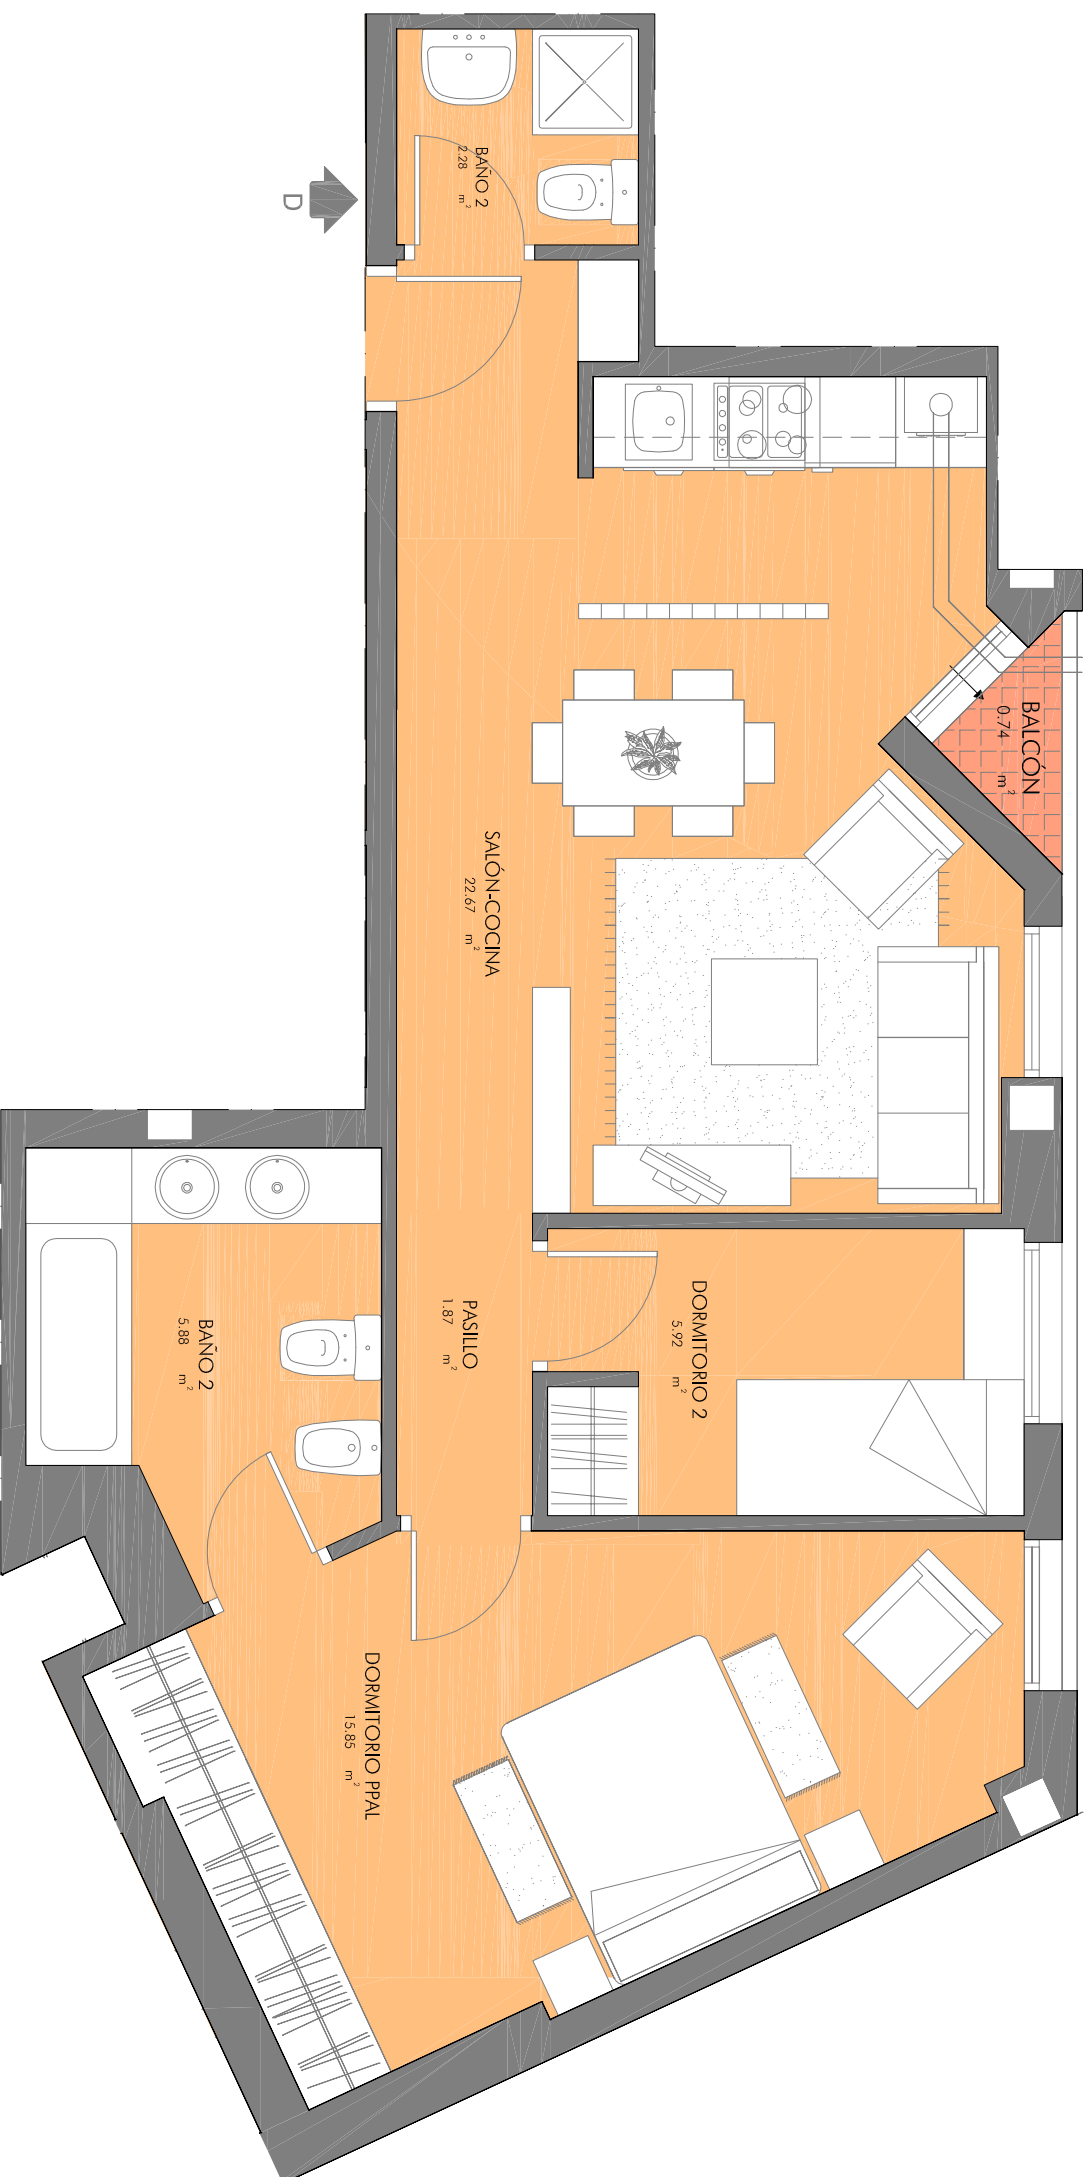 BAÑO 2
2.28 m²
D
BALCÓN
0.74 m²
SALÓN-COCINA
22.67 m²
PASILLO
1.87 m²
DORMITORIO 2
5.92 m²
BAÑO 2
5.88 m²
DORMITORIO PPAL
15.85 m²